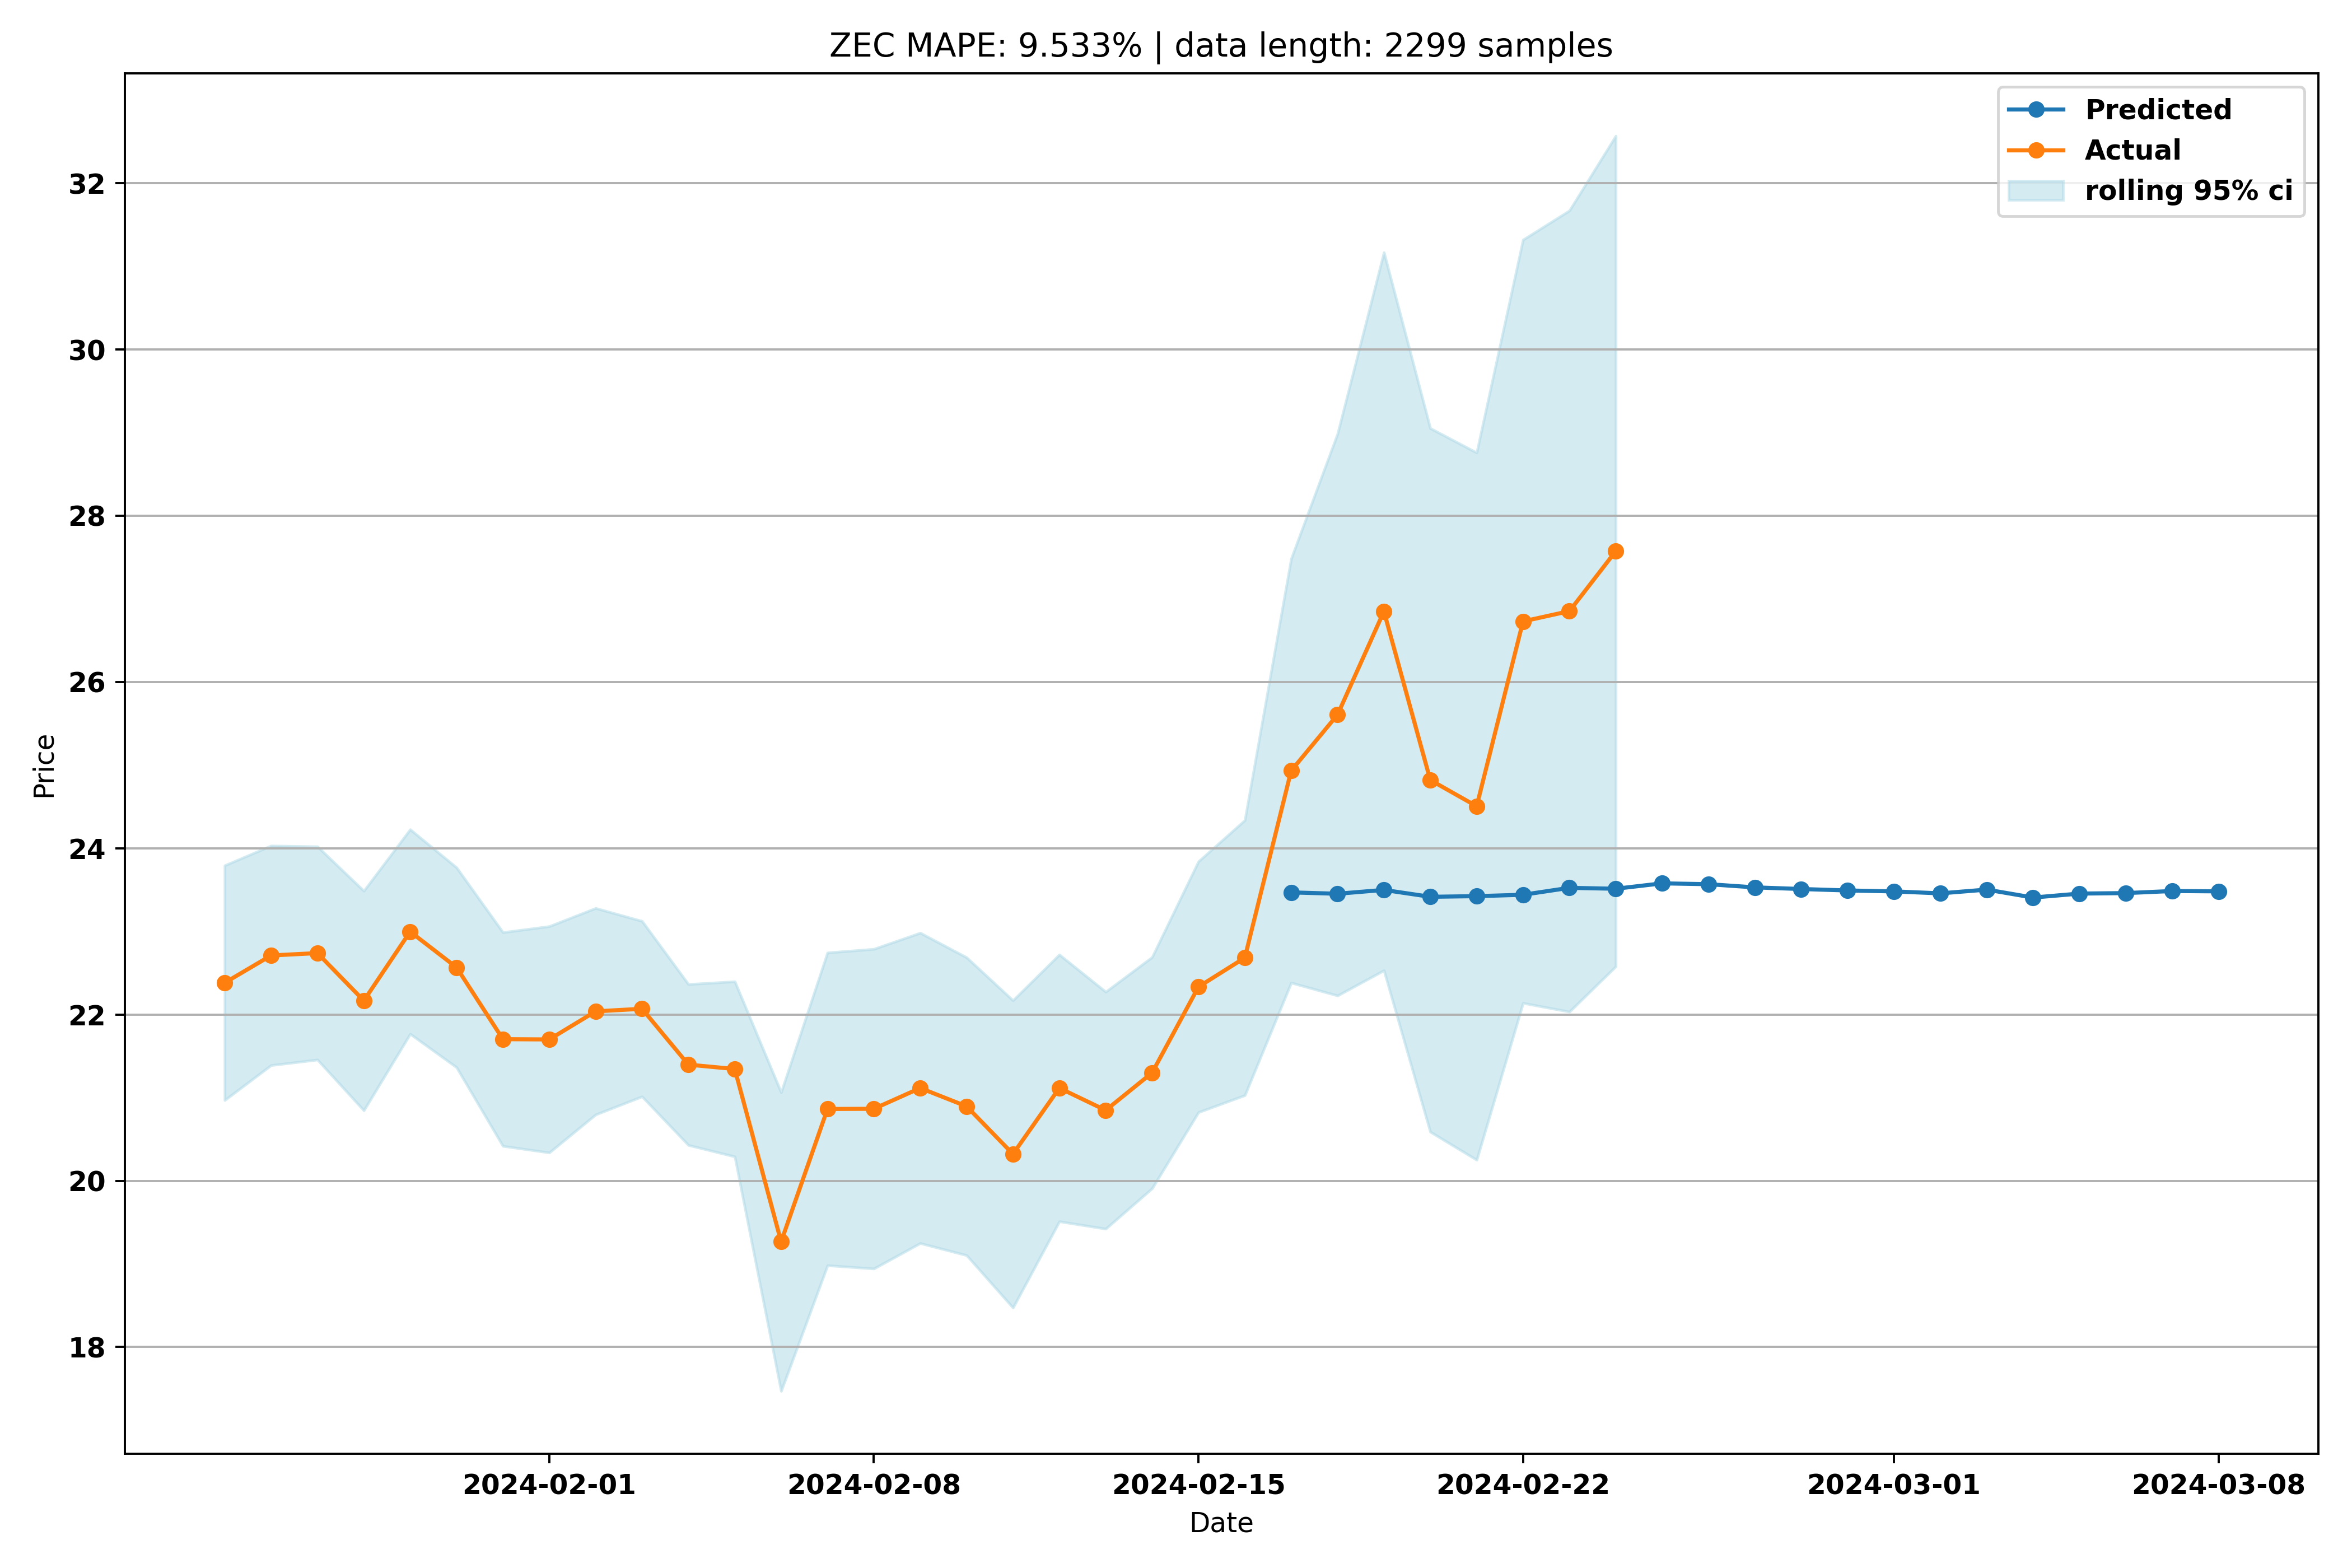 ZEC MAPE: 9.533% | data length: 2299 samples
Predicted
Actual
rolling 95% ci
32
30
28
26
24
22
20
18
Price
2024-02-01
2024-02-08
2024-02-15
2024-02-22
2024-03-01
2024-03-08
Date